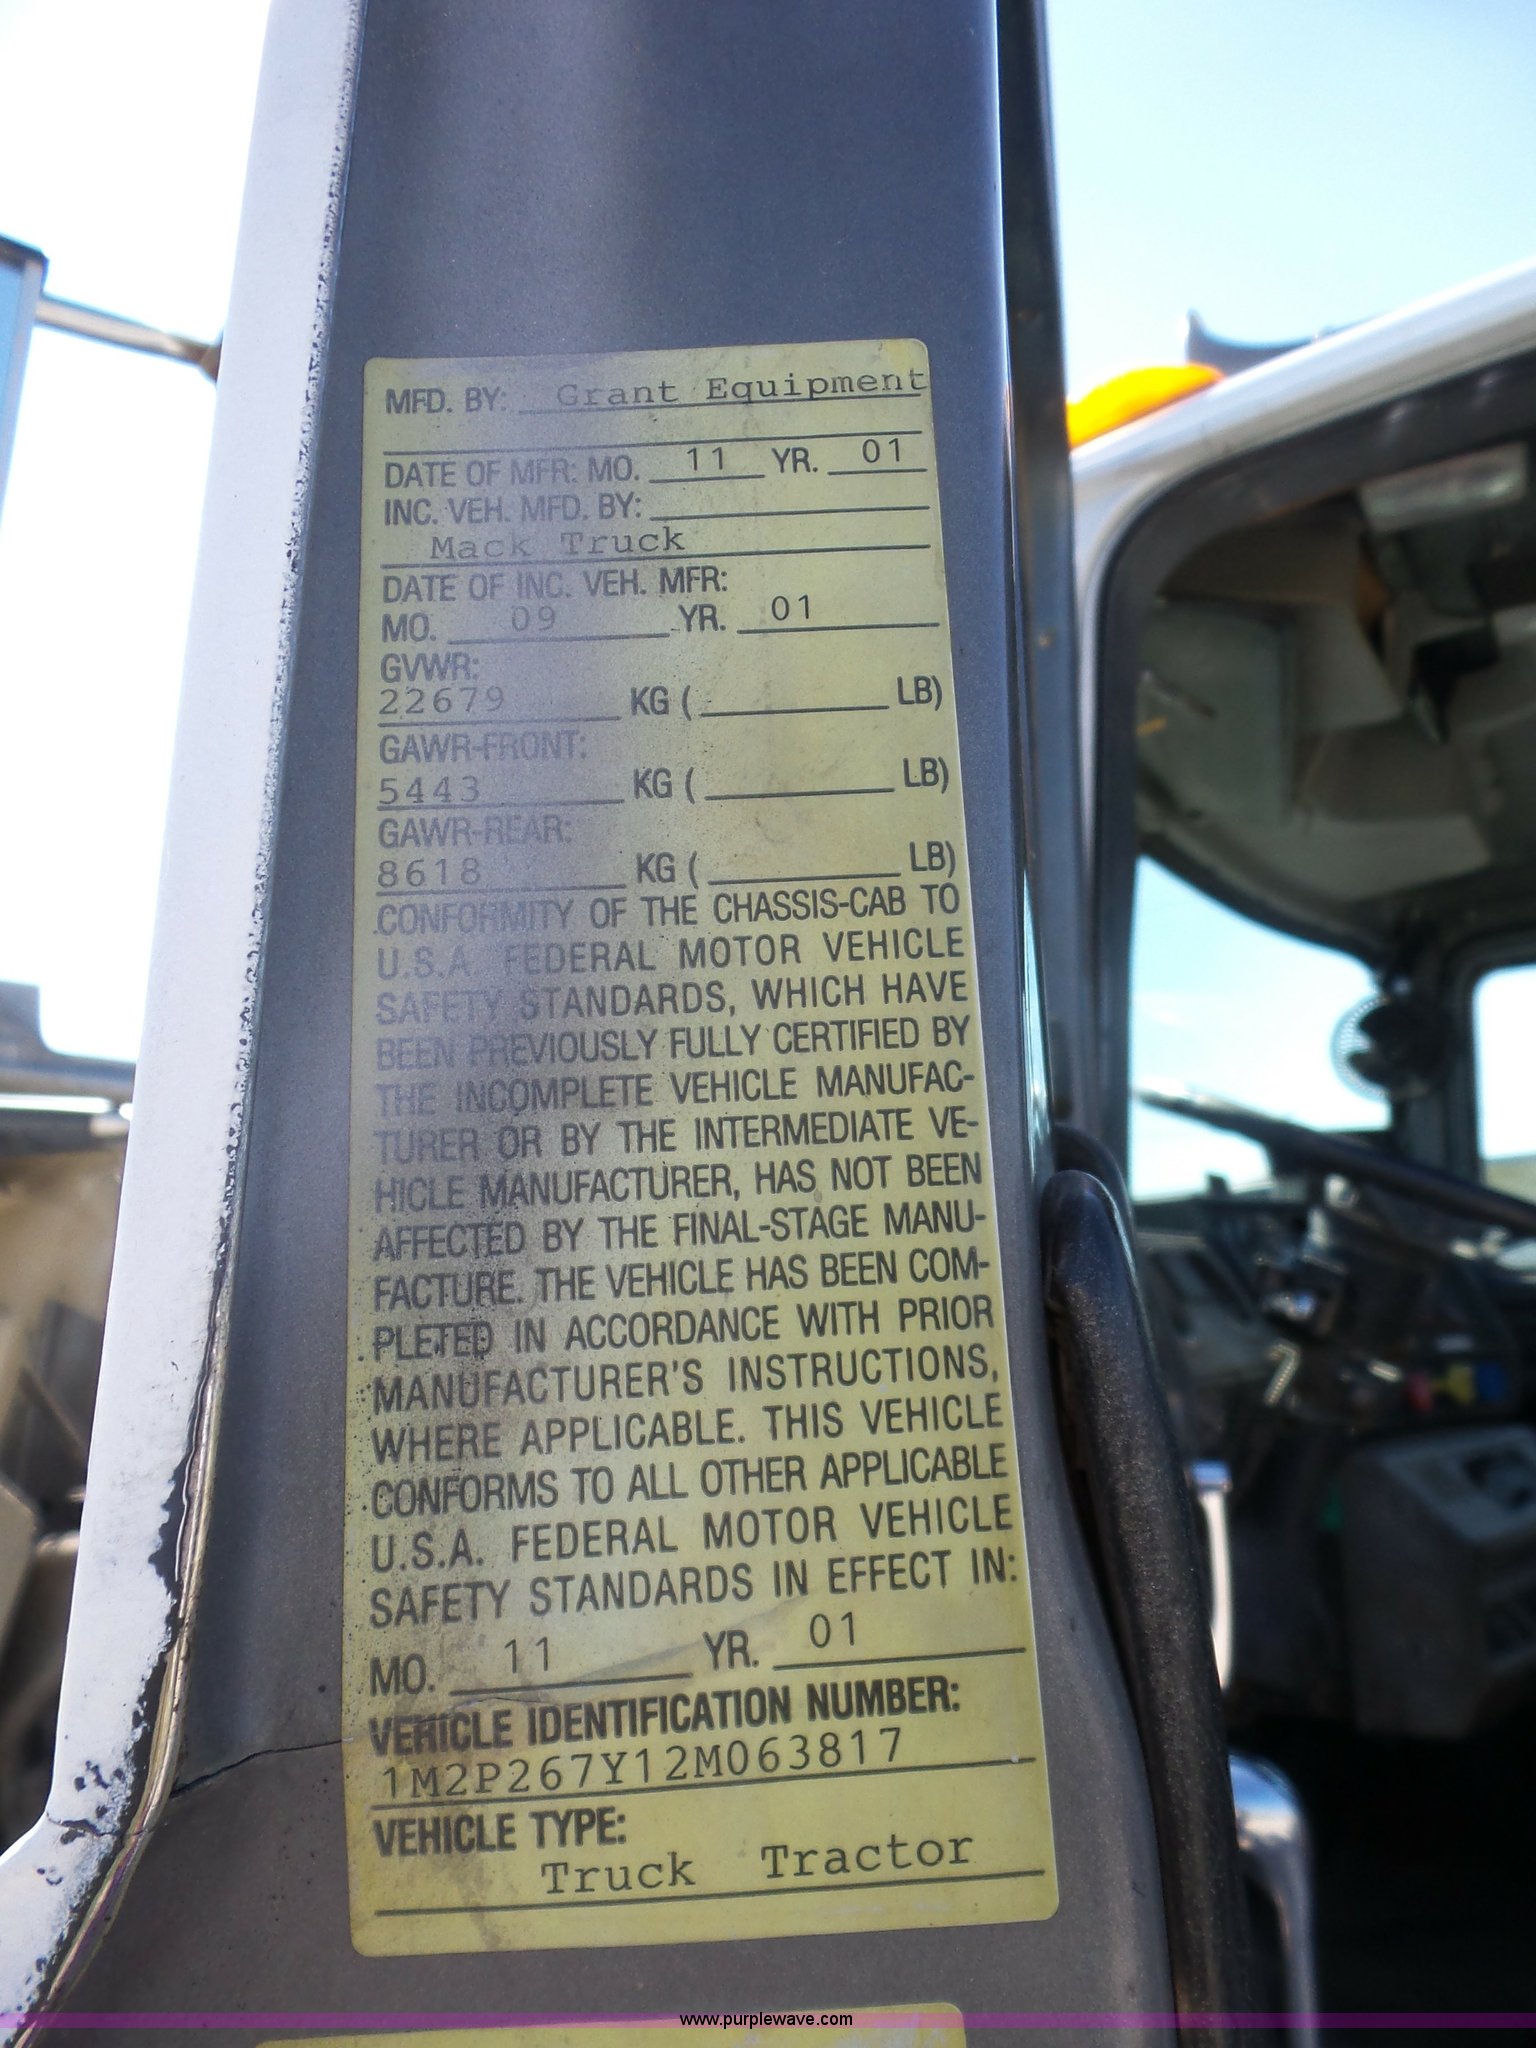 MFD. BY: Grant Equipment
DATE OF MFR: MO. 11 YR. 01
INC. VEH. MFD. BY:
Mack Truck
DATE OF INC. VEH. MFR:
MO. 09 YR. 01
GVWR:
22679 KG ( LB)
GAWR-FRONT:
5443 KG ( LB)
GAWR-REAR:
8618 KG ( LB)
CONFORMITY OF THE CHASSIS-CAB TO
U.S.A. FEDERAL MOTOR VEHICLE
SAFETY STANDARDS, WHICH HAVE
BEEN PREVIOUSLY FULLY CERTIFIED BY
THE INCOMPLETE VEHICLE MANUFAC-
TURER OR BY THE INTERMEDIATE VE-
HICLE MANUFACTURER, HAS NOT BEEN
AFFECTED BY THE FINAL-STAGE MANU-
FACTURE. THE VEHICLE HAS BEEN COM-
PLETED IN ACCORDANCE WITH PRIOR
MANUFACTURER'S INSTRUCTIONS,
WHERE APPLICABLE. THIS VEHICLE
CONFORMS TO ALL OTHER APPLICABLE
U.S.A. FEDERAL MOTOR VEHICLE
SAFETY STANDARDS IN EFFECT IN:
MO. 11 YR. 01
VEHICLE IDENTIFICATION NUMBER:
1M2P267Y12M063817
VEHICLE TYPE:
Truck Tractor
www.purplewave.com